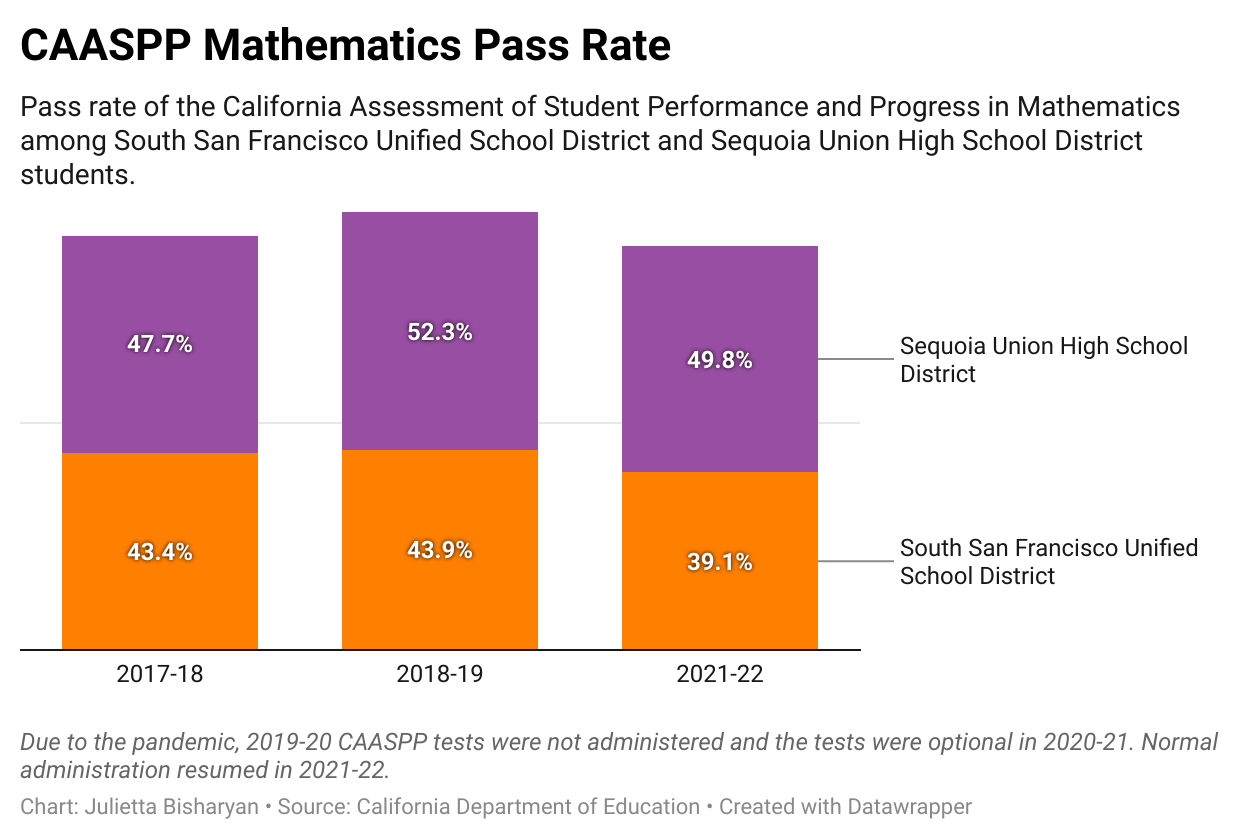 CAASPP Mathematics Pass Rate
Pass rate of the California Assessment of Student Performance and Progress in Mathematics
among South San Francisco Unified School District and Sequoia Union High School District
students.
47.7%
52.3%
49.8%
Sequoia Union High School
District
43.4%
43.9%
39.1%
South San Francisco Unified
School District
2017-18
2018-19
2021-22
Due to the pandemic, 2019-20 CAASPP tests were not administered and the tests were optional in 2020-21. Normal
administration resumed in 2021-22.
Chart: Julietta Bisharyan • Source: California Department of Education • Created with Datawrapper